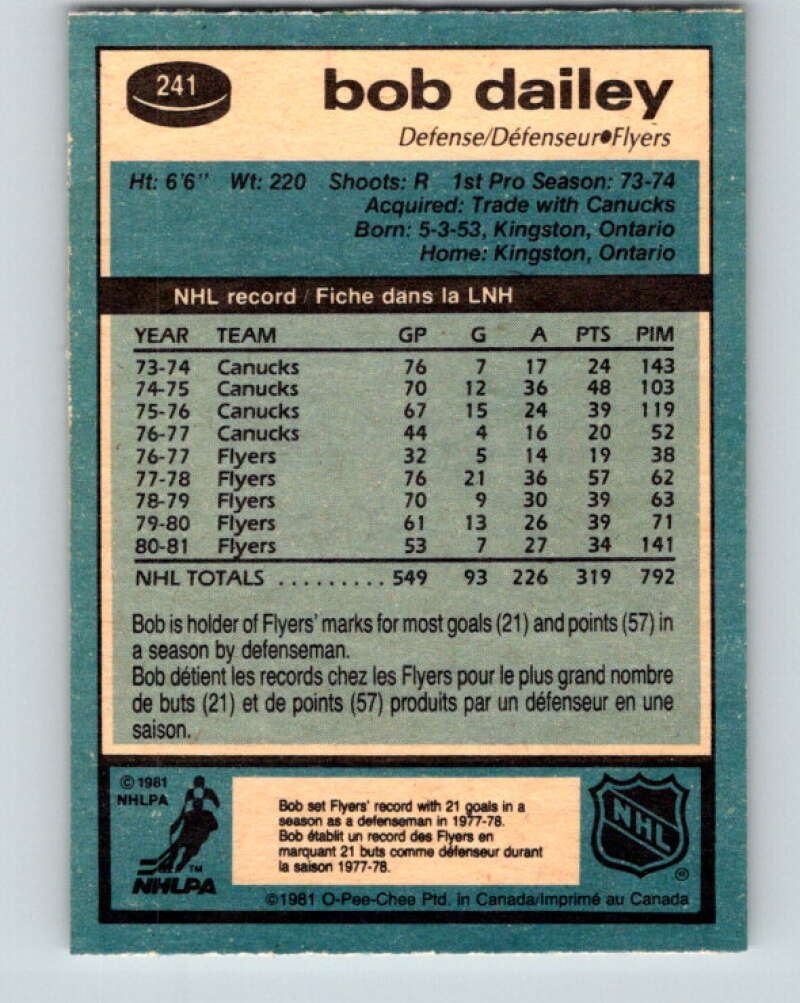 241
bob dailey
Defense/Défenseur•Flyers
Ht: 6'6" Wt: 220 Shoots: R 1st Pro Season: 73-74
Acquired: Trade with Canucks
Born: 5-3-53, Kingston, Ontario
Home: Kingston, Ontario
NHL record / Fiche dans la LNH
YEAR TEAM GP G A PTS PIM
73-74 Canucks 76 7 17 24 143
74-75 Canucks 70 12 36 48 103
75-76 Canucks 67 15 24 39 119
76-77 Canucks 44 4 16 20 52
76-77 Flyers 32 5 14 19 38
77-78 Flyers 76 21 36 57 62
78-79 Flyers 70 9 30 39 63
79-80 Flyers 61 13 26 39 71
80-81 Flyers 53 7 27 34 141
NHL TOTALS ......... 549 93 226 319 792
Bob is holder of Flyers' marks for most goals (21) and points (57) in
a season by defenseman.
Bob détient les records chez les Flyers pour le plus grand nombre
de buts (21) et de points (57) produits par un défenseur en une
saison.
© 1981
NHLPA
TM
NHLPA
Bob set Flyers' record with 21 goals in a
season as a defenseman in 1977-78.
Bob établit un record des Flyers en
marquant 21 buts comme défenseur durant
la saison 1977-78.
NHL
®
©1981 O-Pee-Chee Ptd. in Canada/Imprimé au Canada